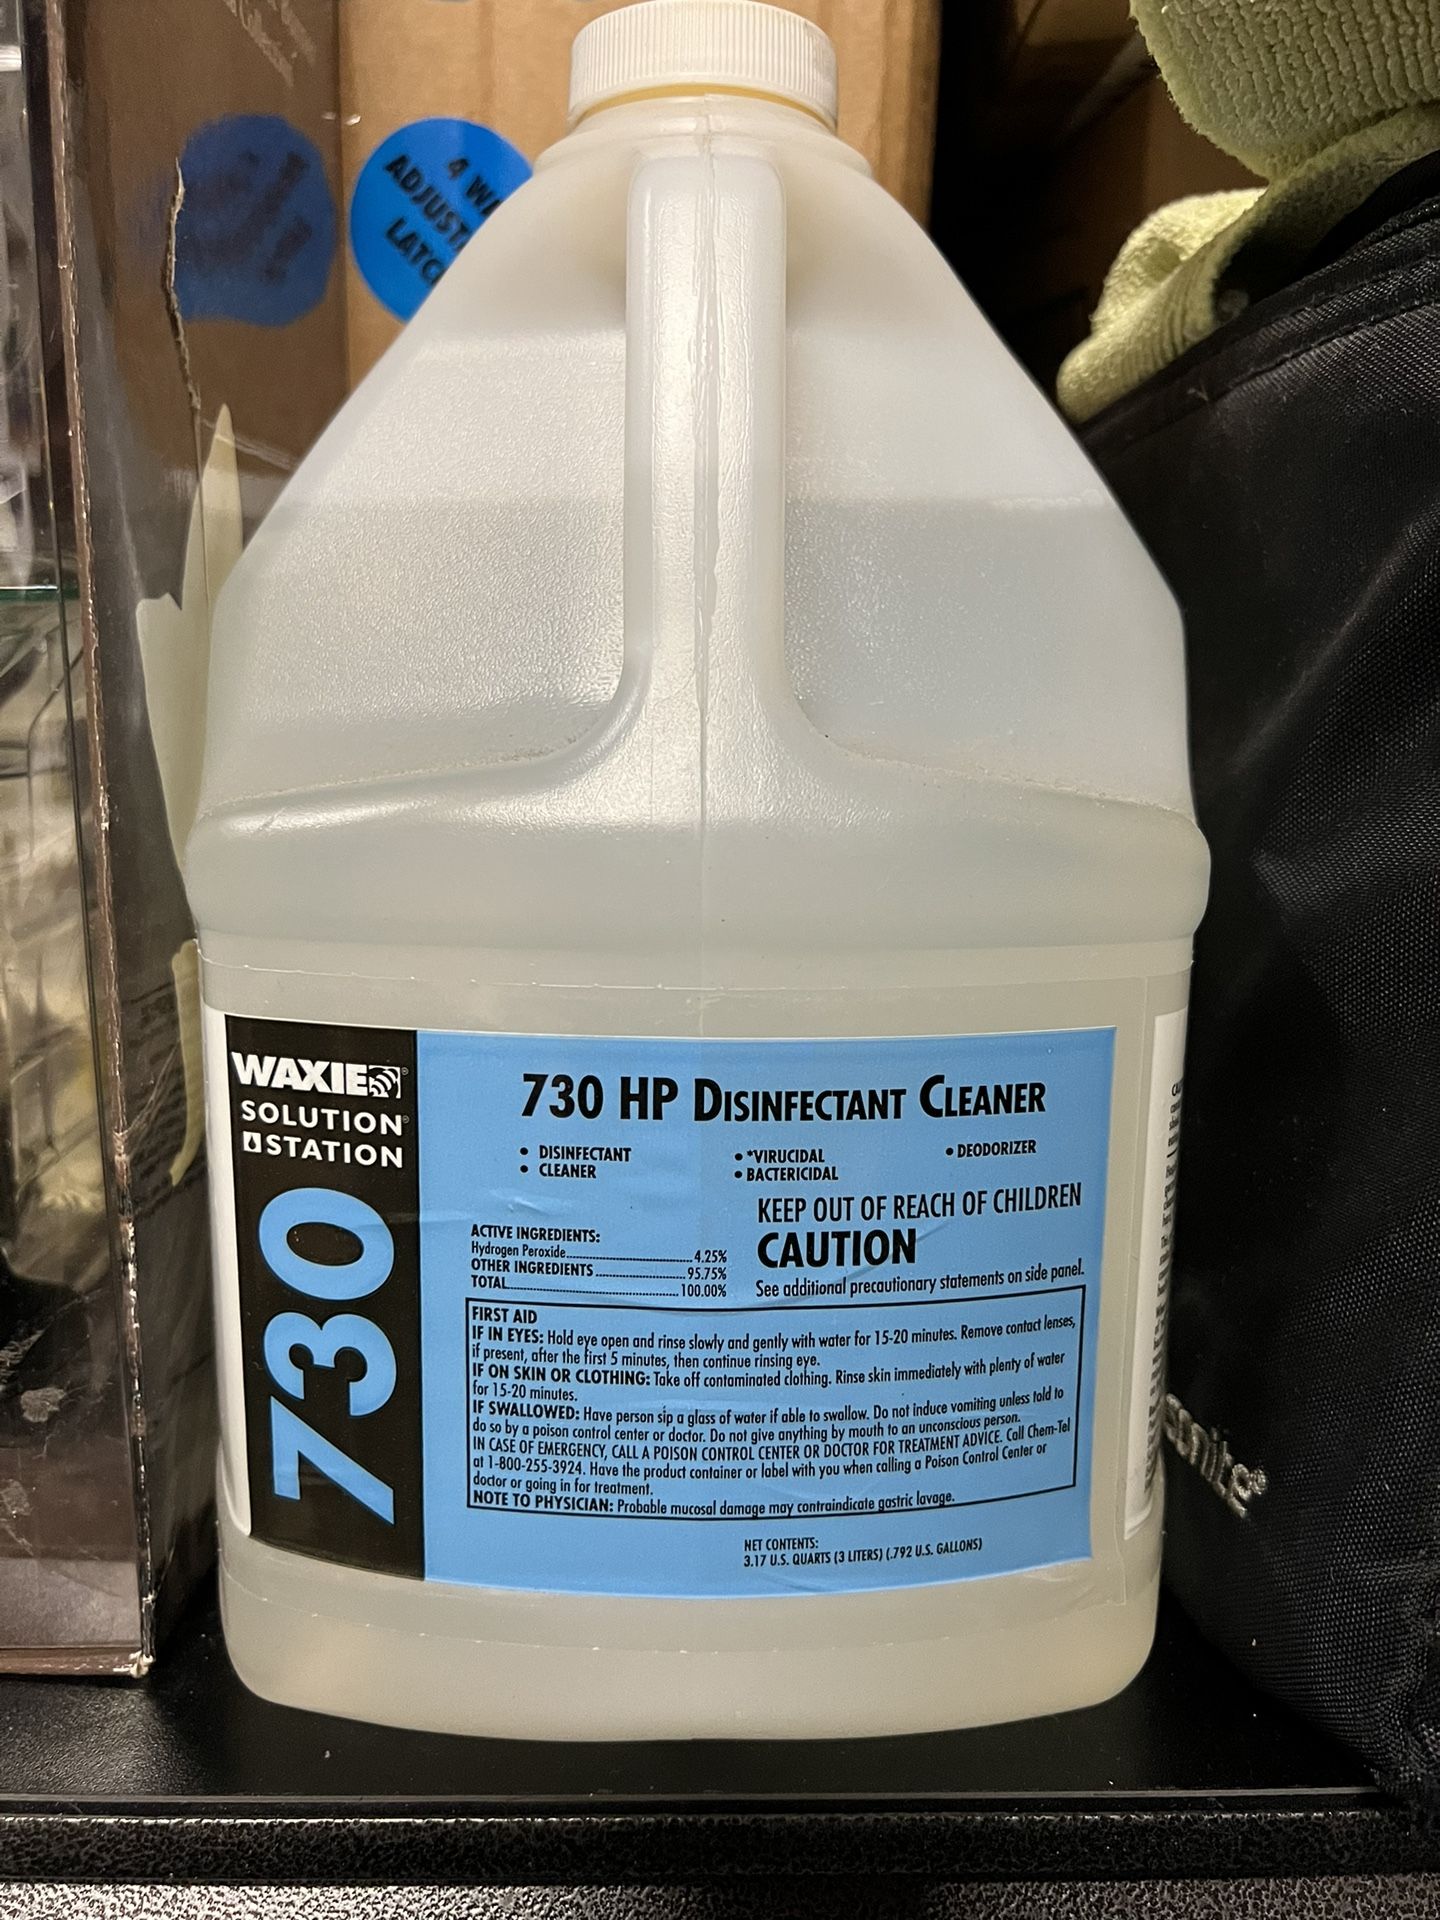 4 WA
ADJUST
LATC
WAXIE®
SOLUTION®
STATION
730
730 HP DISINFECTANT CLEANER
• DISINFECTANT
• CLEANER
• *VIRUCIDAL
• BACTERICIDAL
• DEODORIZER
KEEP OUT OF REACH OF CHILDREN
CAUTION
See additional precautionary statements on side panel.
ACTIVE INGREDIENTS:
Hydrogen Peroxide 4.25%
OTHER INGREDIENTS 95.75%
TOTAL 100.00%
FIRST AID
IF IN EYES: Hold eye open and rinse slowly and gently with water for 15-20 minutes. Remove contact lenses,
if present, after the first 5 minutes, then continue rinsing eye.
IF ON SKIN OR CLOTHING: Take off contaminated clothing. Rinse skin immediately with plenty of water
for 15-20 minutes.
IF SWALLOWED: Have person sip a glass of water if able to swallow. Do not induce vomiting unless told to
do so by a poison control center or doctor. Do not give anything by mouth to an unconscious person.
IN CASE OF EMERGENCY, CALL A POISON CONTROL CENTER OR DOCTOR FOR TREATMENT ADVICE. Call Chem-Tel
at 1-800-255-3924. Have the product container or label with you when calling a Poison Control Center or
doctor or going in for treatment.
NOTE TO PHYSICIAN: Probable mucosal damage may contraindicate gastric lavage.
NET CONTENTS:
3.17 U.S. QUARTS (3 LITERS) (.792 U.S. GALLONS)